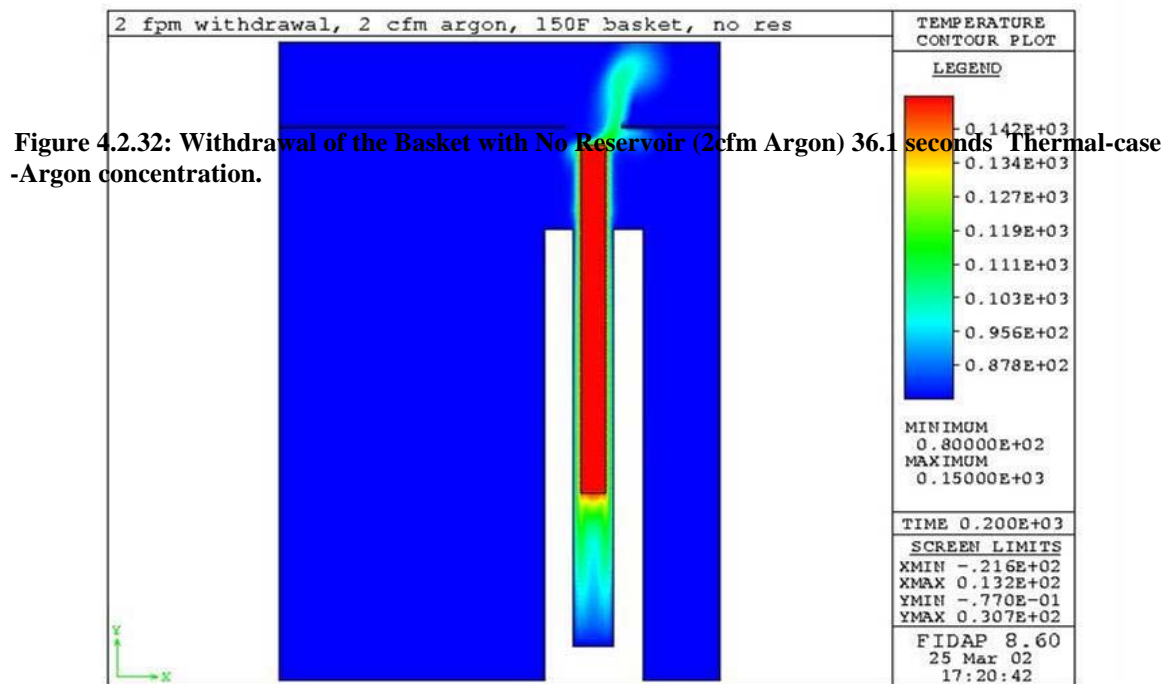 2 fpm withdrawal, 2 cfm argon, 150F basket, no res
TEMPERATURE
CONTOUR PLOT
LEGEND
Figure 4.2.32: Withdrawal of the Basket with No Reservoir (2cfm Argon) 36.1 seconds Thermal-case
-Argon concentration.
0.142E+03
0.134E+03
0.127E+03
0.119E+03
0.111E+03
0.103E+03
0.956E+02
0.878E+02
MINIMUM
0.80000E+02
MAXIMUM
0.15000E+03
TIME 0.200E+03
SCREEN LIMITS
XMIN -.216E+02
XMAX 0.132E+02
YMIN -.770E-01
YMAX 0.307E+02
FIDAP 8.60
25 Mar 02
17:20:42
Y
X